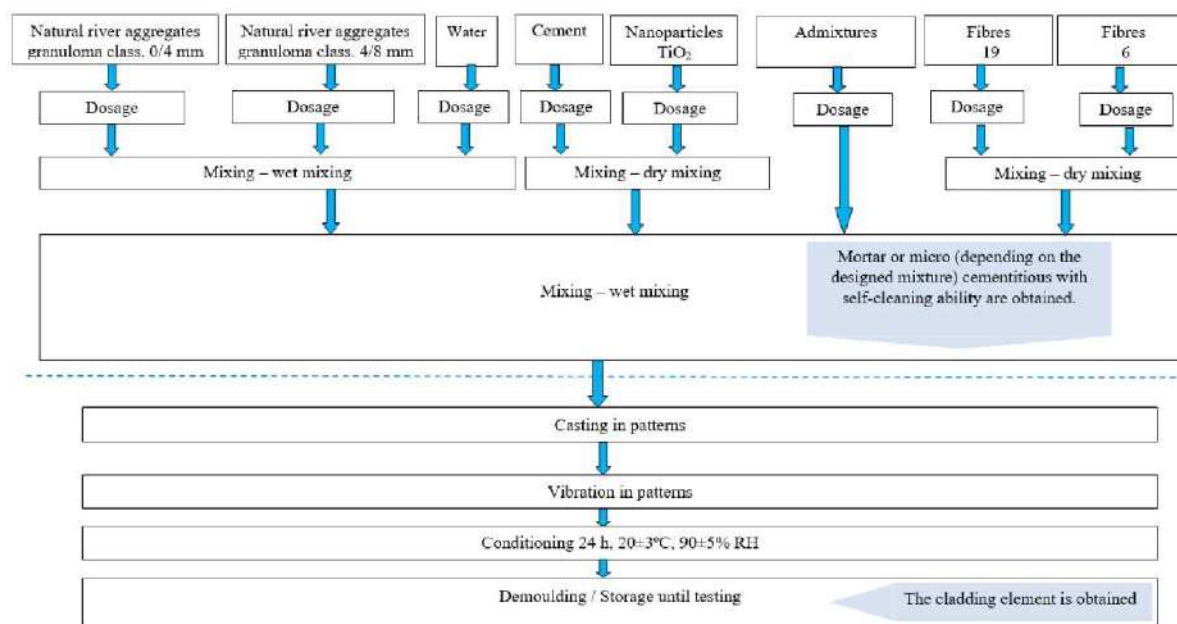 Natural river aggregates
granuloma class. 0/4 mm
Natural river aggregates
granuloma class. 4/8 mm
Water
Cement
Nanoparticles
TiO₂
Admixtures
Fibres
19
Fibres
6
Dosage
Dosage
Dosage
Dosage
Dosage
Dosage
Dosage
Dosage
Mixing – wet mixing
Mixing – dry mixing
Mixing – dry mixing
Mixing – wet mixing
Mortar or micro (depending on the
designed mixture) cementitious with
self-cleaning ability are obtained.
Casting in patterns
Vibration in patterns
Conditioning 24 h, 20±3ºC, 90±5% RH
Demoulding / Storage until testing
The cladding element is obtained